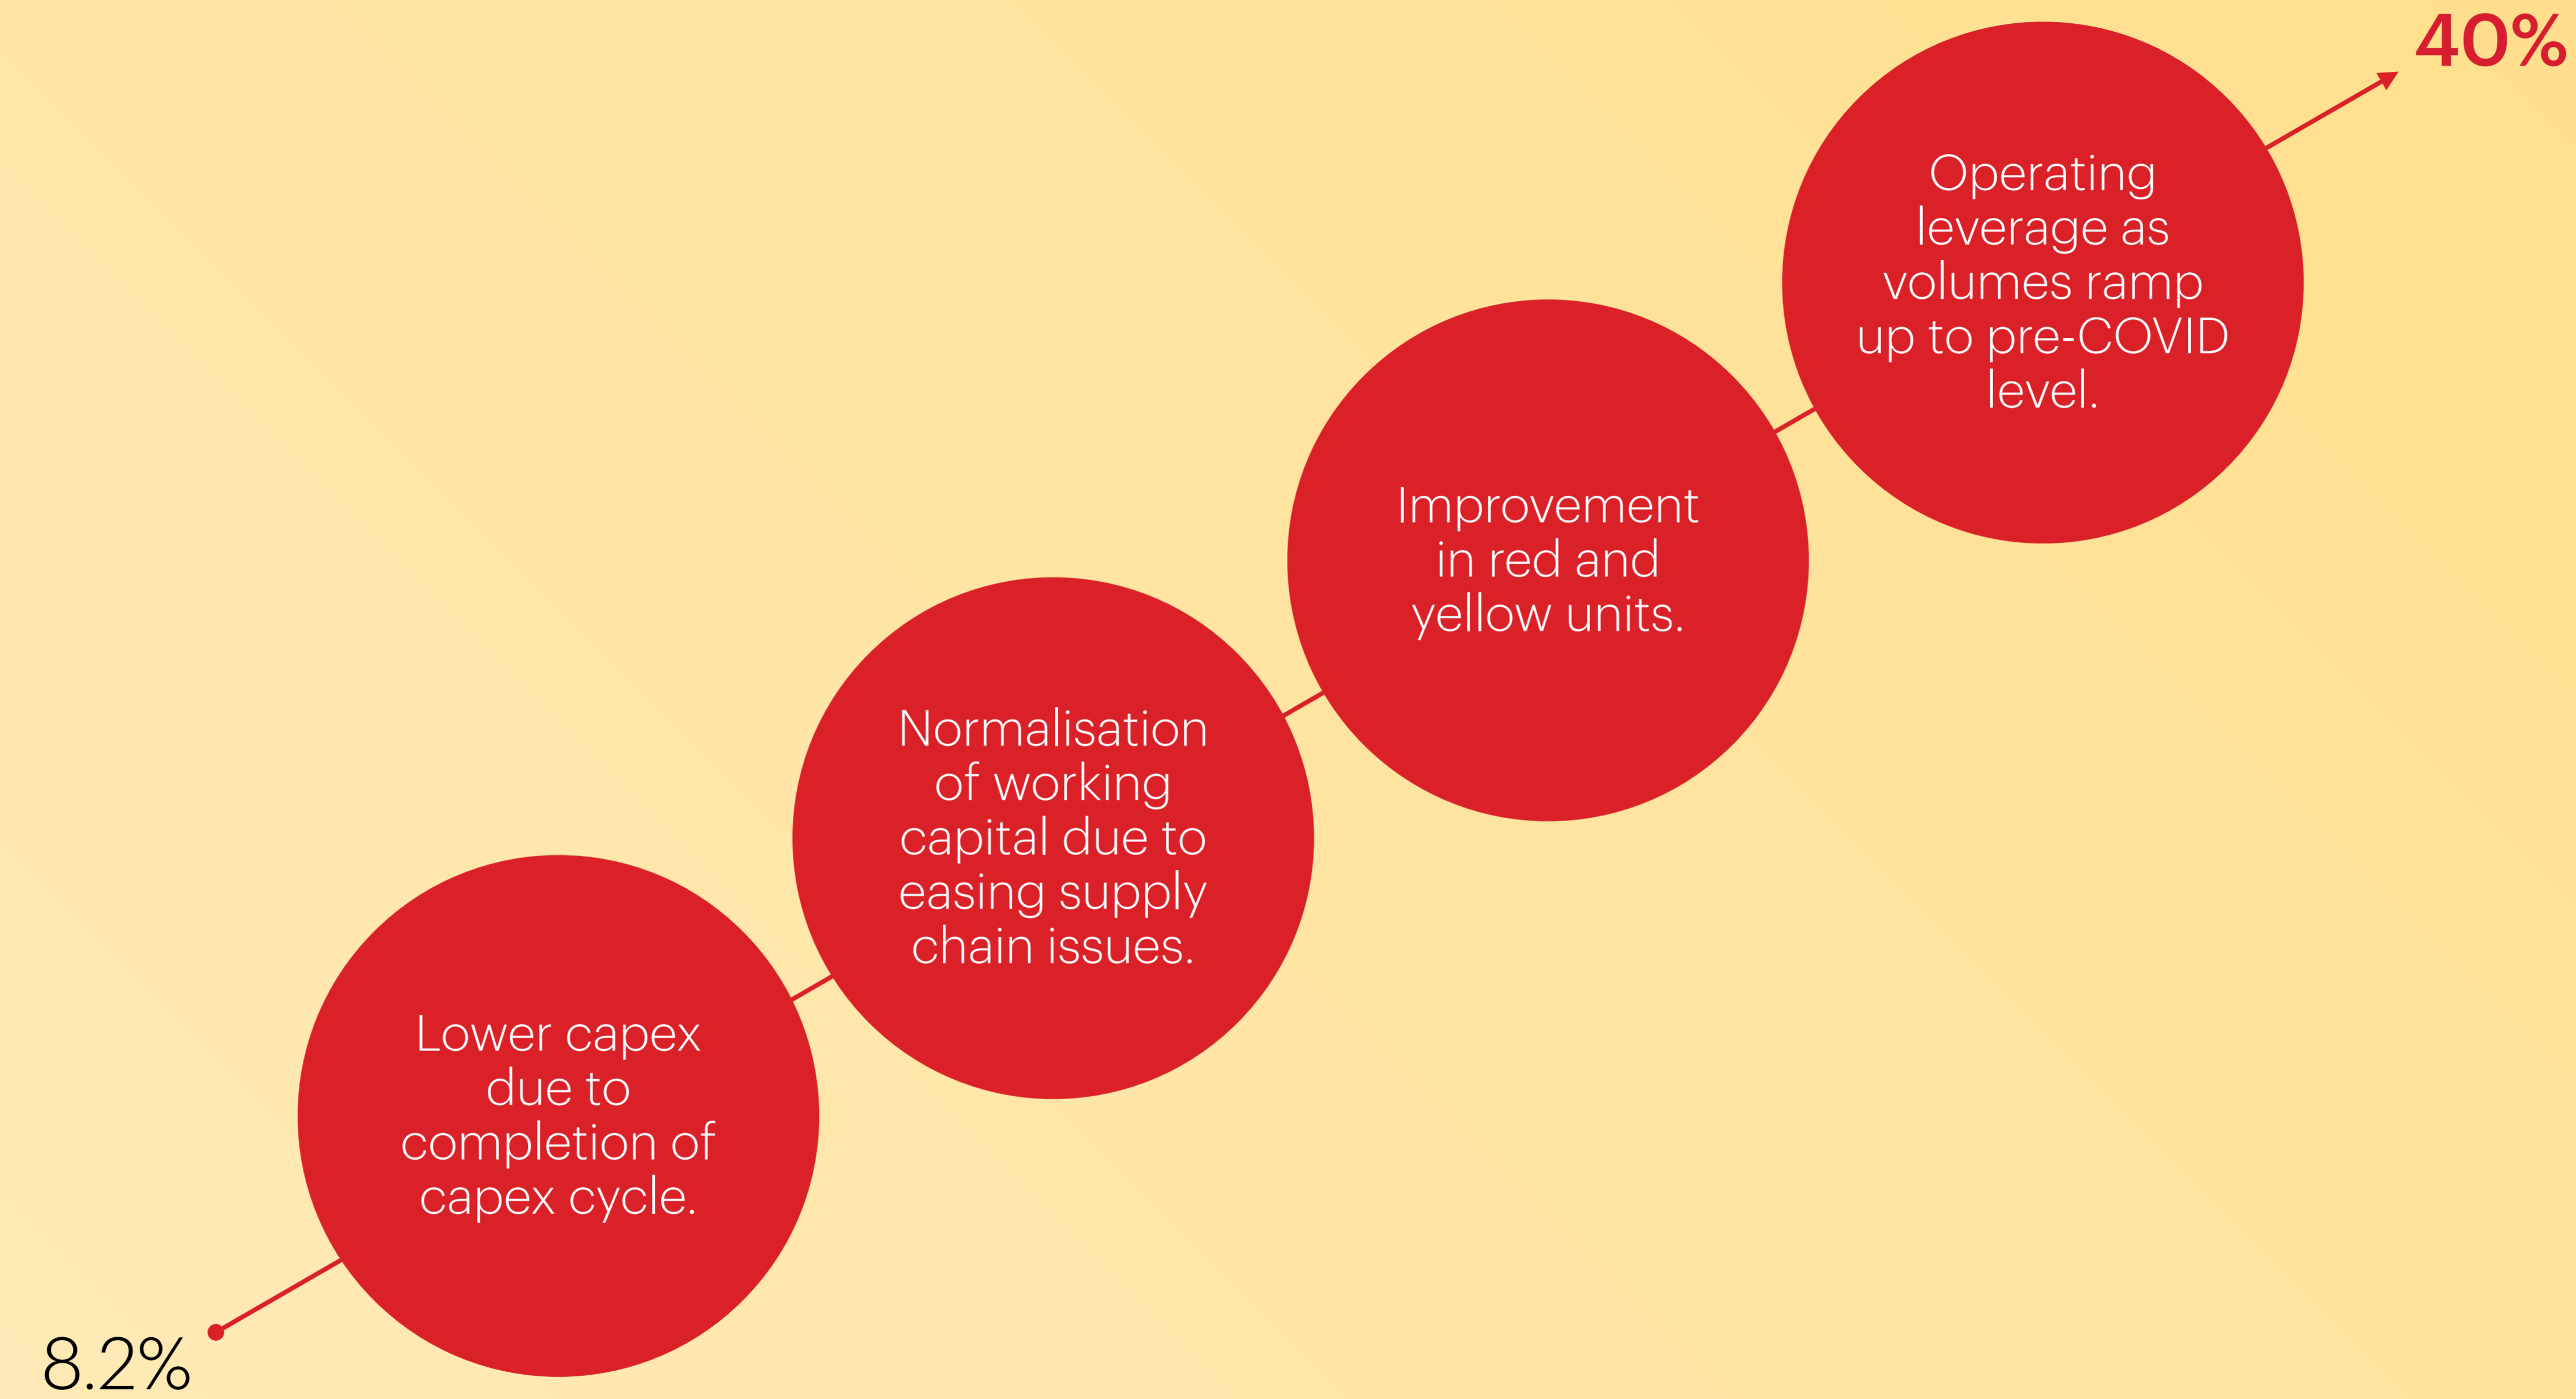 40%
Operating
leverage as
volumes ramp
up to pre-COVID
level.
Improvement
in red and
yellow units.
Normalisation
of working
capital due to
easing supply
chain issues.
Lower capex
due to
completion of
capex cycle.
8.2%